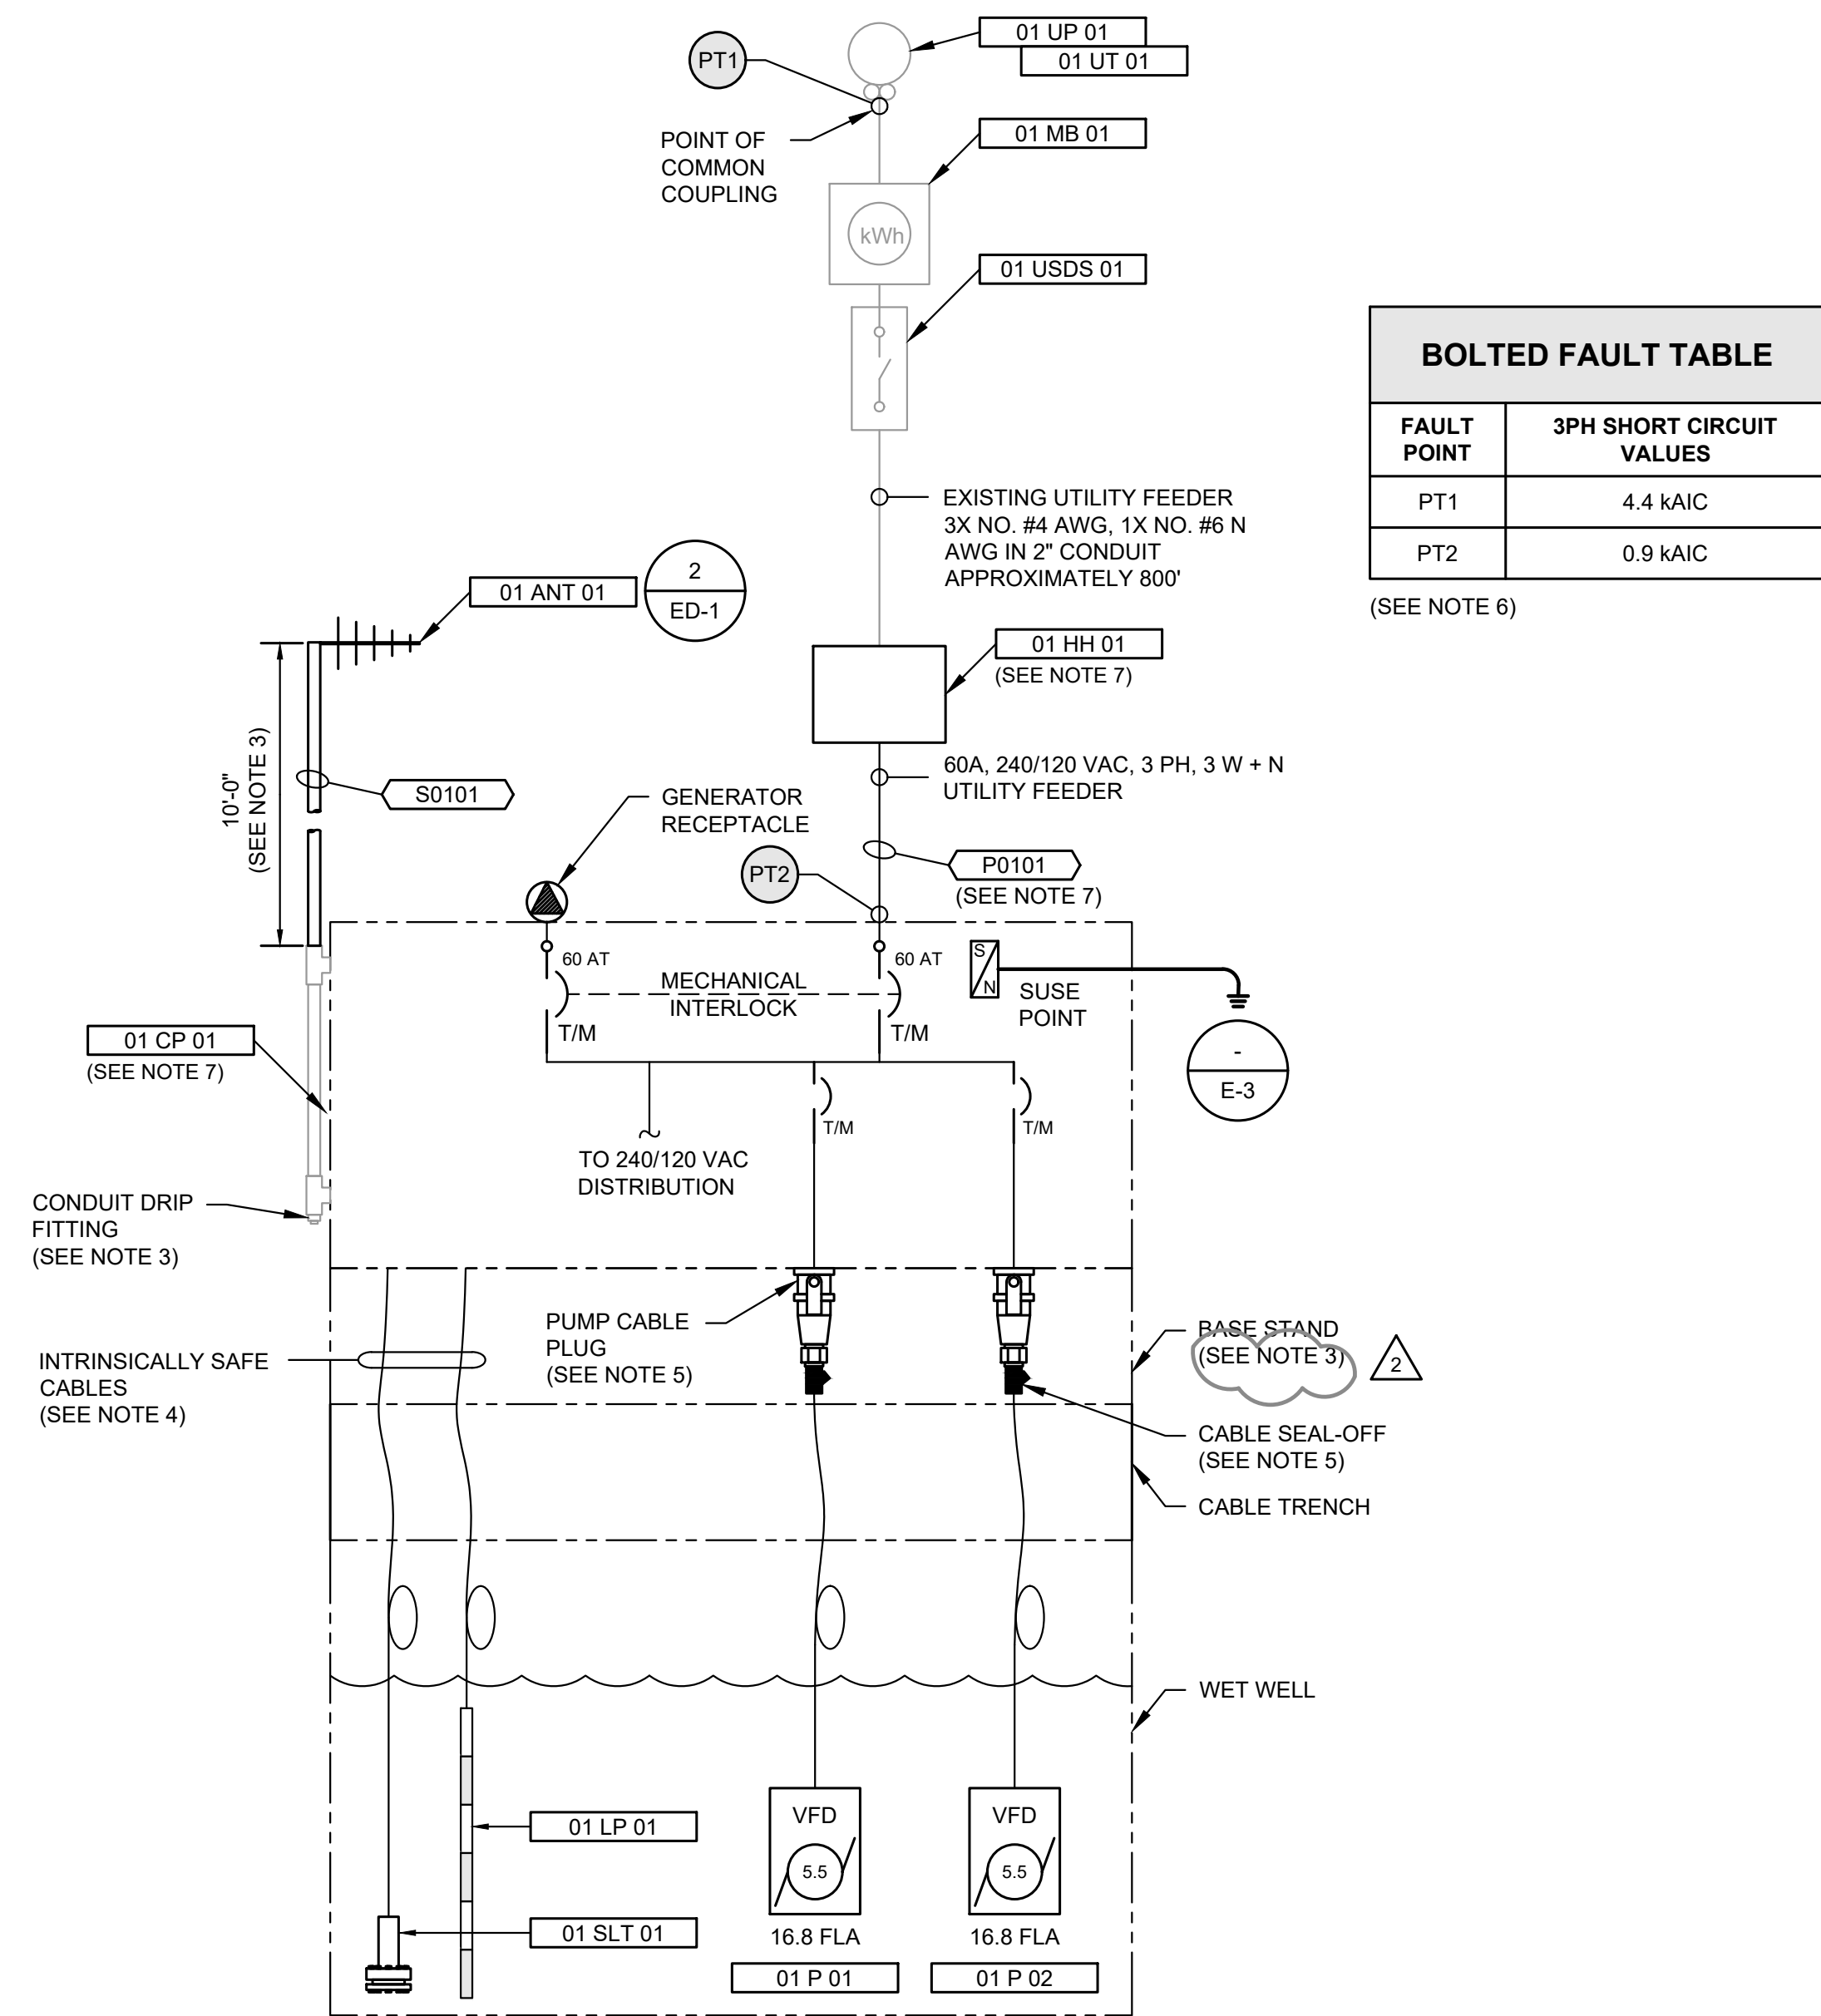 01 UP 01
01 UT 01
PT1
POINT OF
COMMON
COUPLING
01 MB 01
kWh
01 USDS 01
BOLTED FAULT TABLE
FAULT
POINT
3PH SHORT CIRCUIT
VALUES
PT1
4.4 kAIC
PT2
0.9 kAIC
(SEE NOTE 6)
EXISTING UTILITY FEEDER
3X NO. #4 AWG, 1X NO. #6 N
AWG IN 2" CONDUIT
APPROXIMATELY 800'
01 ANT 01
2
ED-1
01 HH 01
(SEE NOTE 7)
10'-0"
(SEE NOTE 3)
S0101
60A, 240/120 VAC, 3 PH, 3 W + N
UTILITY FEEDER
GENERATOR
RECEPTACLE
PT2
P0101
(SEE NOTE 7)
60 AT
60 AT
MECHANICAL
INTERLOCK
T/M
T/M
S
N
SUSE
POINT
-
E-3
01 CP 01
(SEE NOTE 7)
T/M
T/M
TO 240/120 VAC
DISTRIBUTION
CONDUIT DRIP
FITTING
(SEE NOTE 3)
PUMP CABLE
PLUG
(SEE NOTE 5)
BASE STAND
(SEE NOTE 3)
2
INTRINSICALLY SAFE
CABLES
(SEE NOTE 4)
CABLE SEAL-OFF
(SEE NOTE 5)
CABLE TRENCH
WET WELL
01 LP 01
01 SLT 01
VFD
5.5
16.8 FLA
01 P 01
VFD
5.5
16.8 FLA
01 P 02